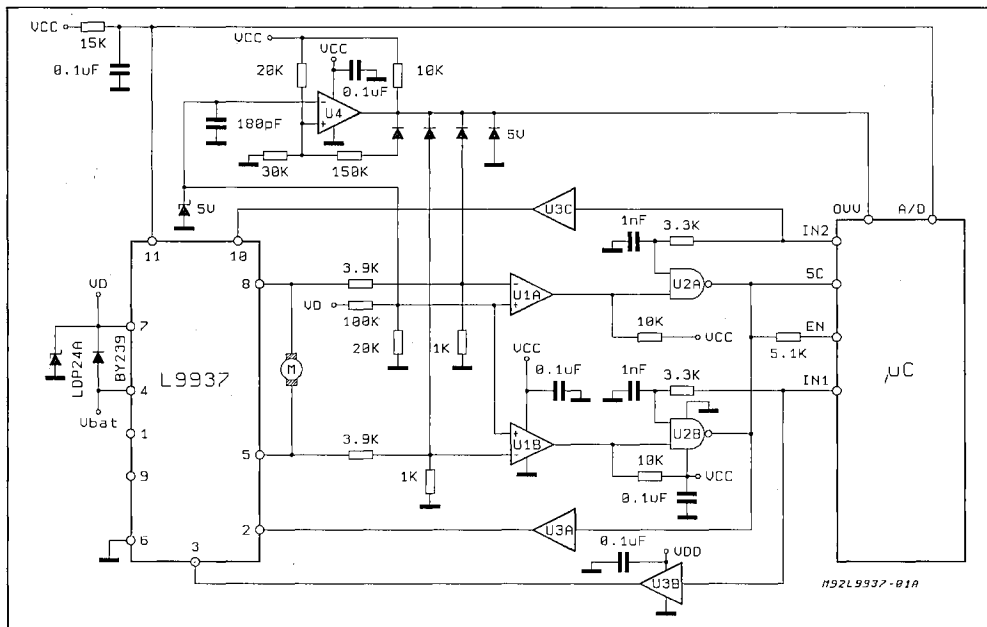 VCC
15K
0.1uF
VCC
20K
VCC
10K
0.1uF
180pF
-
+
U4
5V
30K
150K
5V
U3C
OVV
A/D
1nF
3.3K
IN2
11
10
8
3.9K
VD
100K
20K
1K
-
+
U1A
U2A
SC
10K
VCC
EN
5.1K
VD
7
LDP24A
BY239
L9937
M
4
Vbat
1
9
6
5
2
3
VCC
0.1uF
1nF
3.3K
IN1
µC
3.9K
1K
+
-
U1B
U2B
10K
VCC
0.1uF
U3A
0.1uF
VDD
U3B
M92L9937-01A